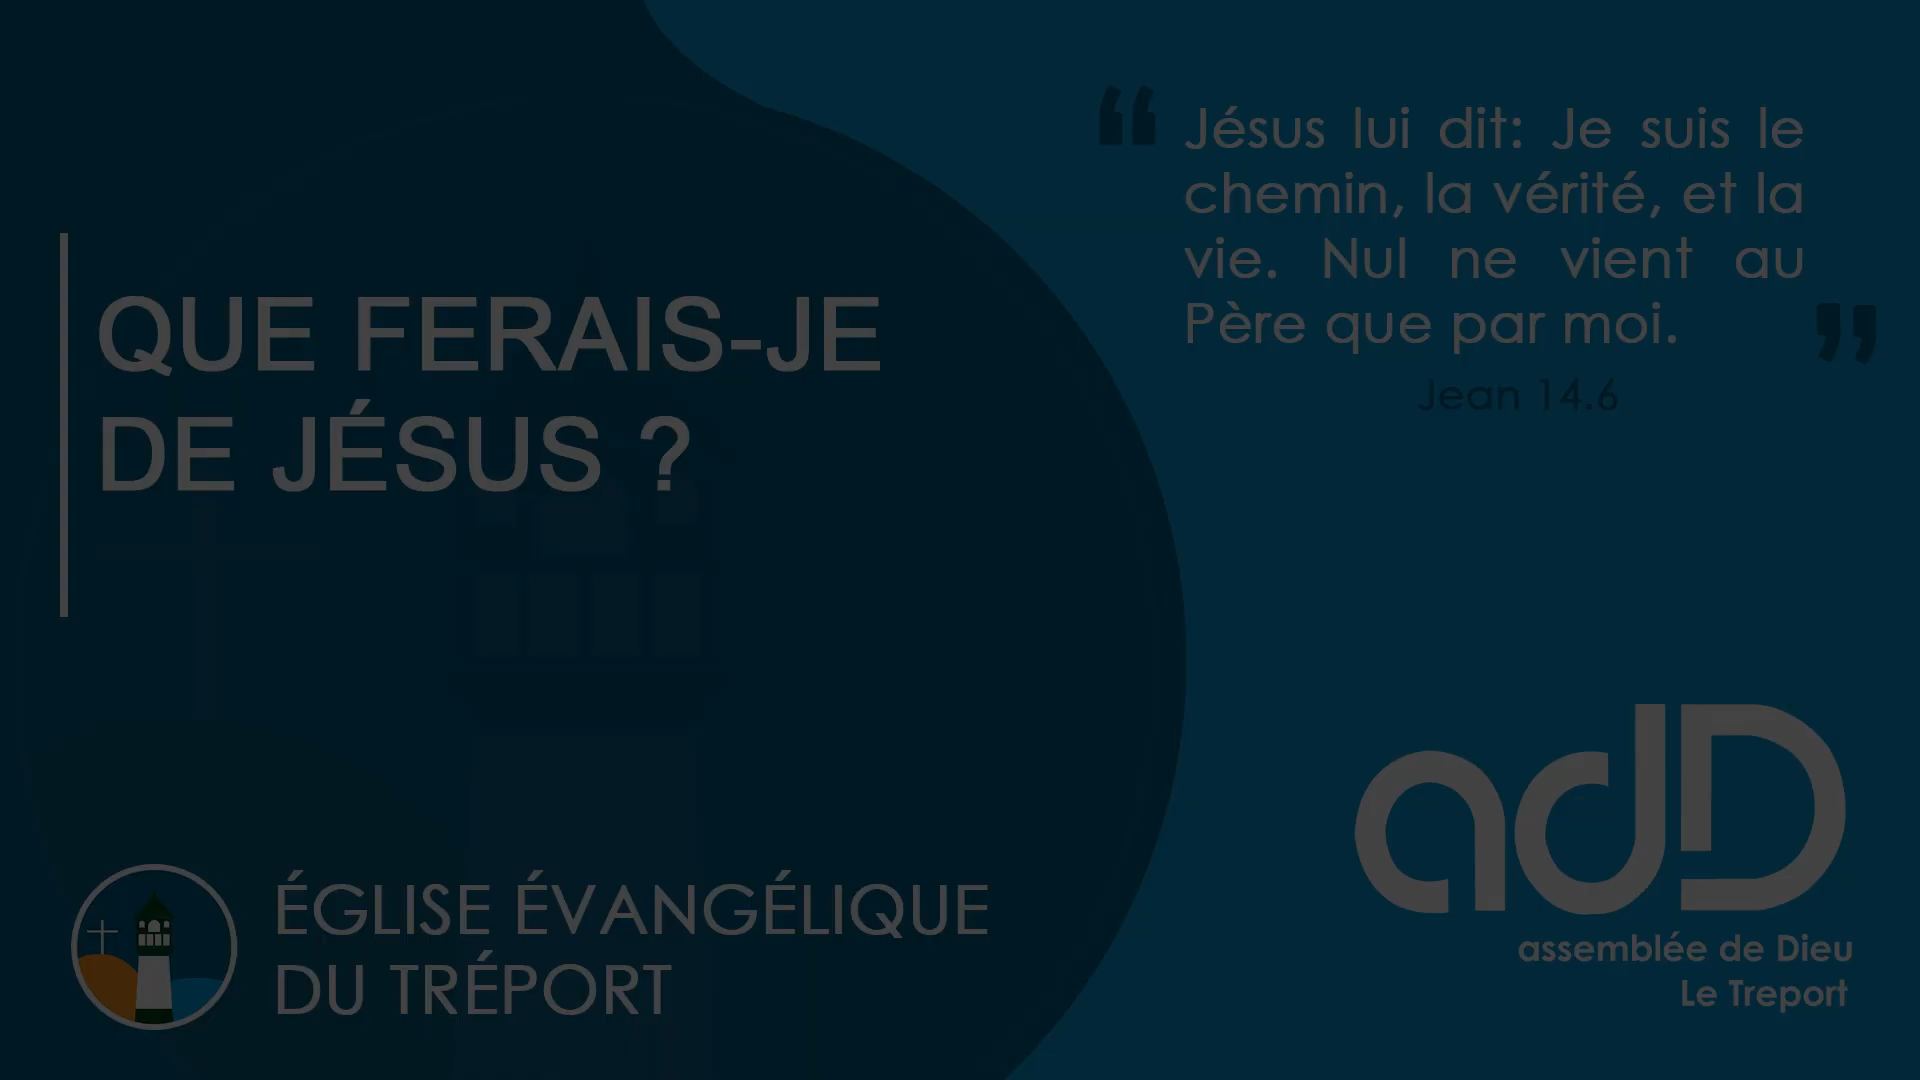 QUE FERAIS-JE
DE JÉSUS ?
“ Jésus lui dit: Je suis le
chemin, la vérité, et la
vie. Nul ne vient au
Père que par moi. ”
Jean 14.6
ÉGLISE ÉVANGÉLIQUE
DU TRÉPORT
adD
assemblée de Dieu
Le Treport